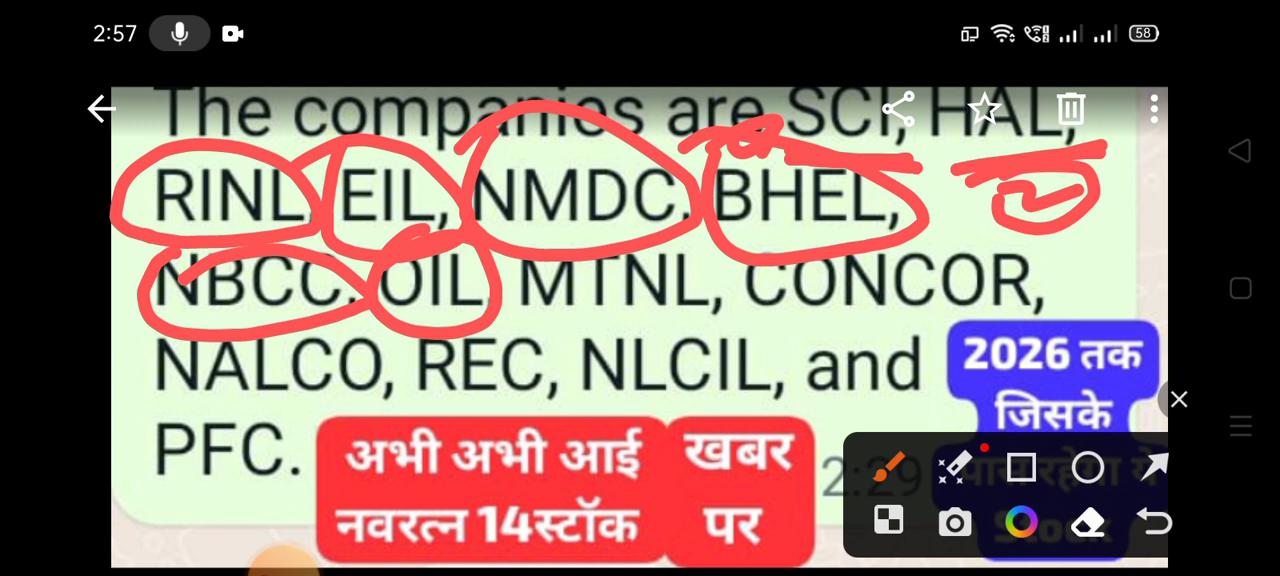 2:57
58
The companies are SCI, HAL,
RINL, EIL, NMDC, BHEL,
NBCC, OIL, MTNL, CONCOR,
NALCO, REC, NLCIL, and
PFC.
अभी अभी आई
नवरत्न 14स्टॉक
खबर
पर
2:29
2026 तक
जिसके
Stock